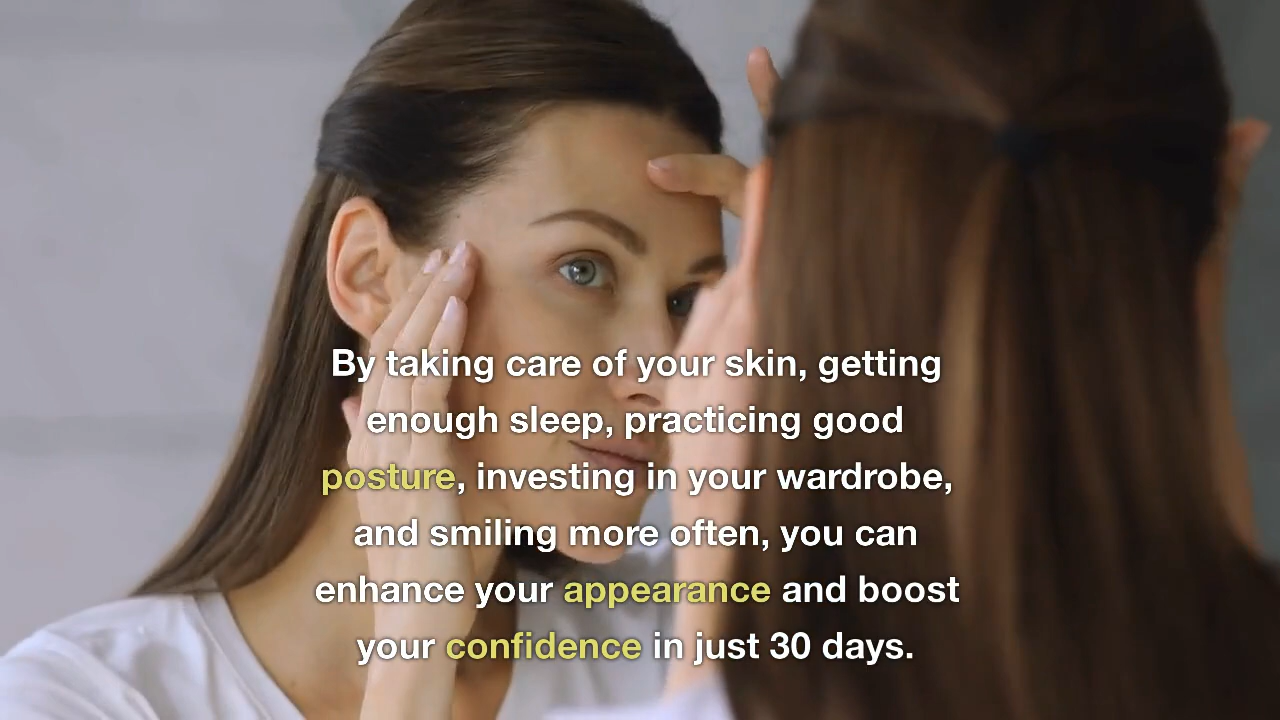 By taking care of your skin, getting
enough sleep, practicing good
posture, investing in your wardrobe,
and smiling more often, you can
enhance your appearance and boost
your confidence in just 30 days.